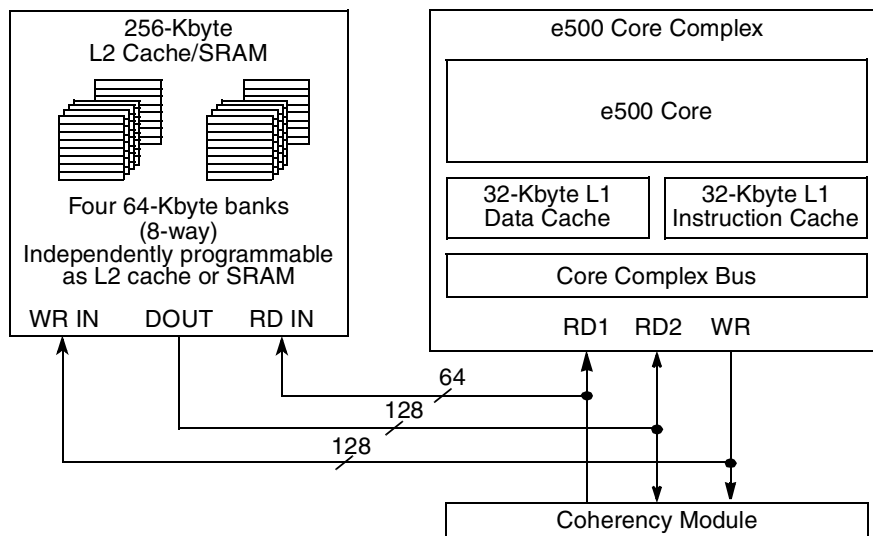 256-Kbyte
L2 Cache/SRAM
Four 64-Kbyte banks
(8-way)
Independently programmable
as L2 cache or SRAM
WR IN DOUT RD IN
e500 Core Complex
e500 Core
32-Kbyte L1
Data Cache
32-Kbyte L1
Instruction Cache
Core Complex Bus
RD1 RD2 WR
64
128
128
Coherency Module